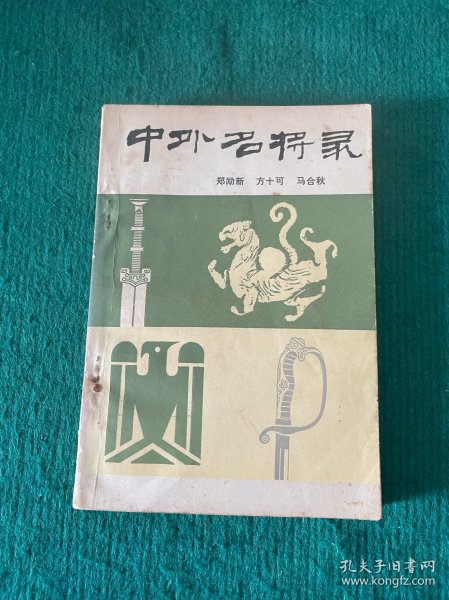 中外名将录
郑励新 方十可 马合秋
孔夫子旧书网
www.kongfz.com